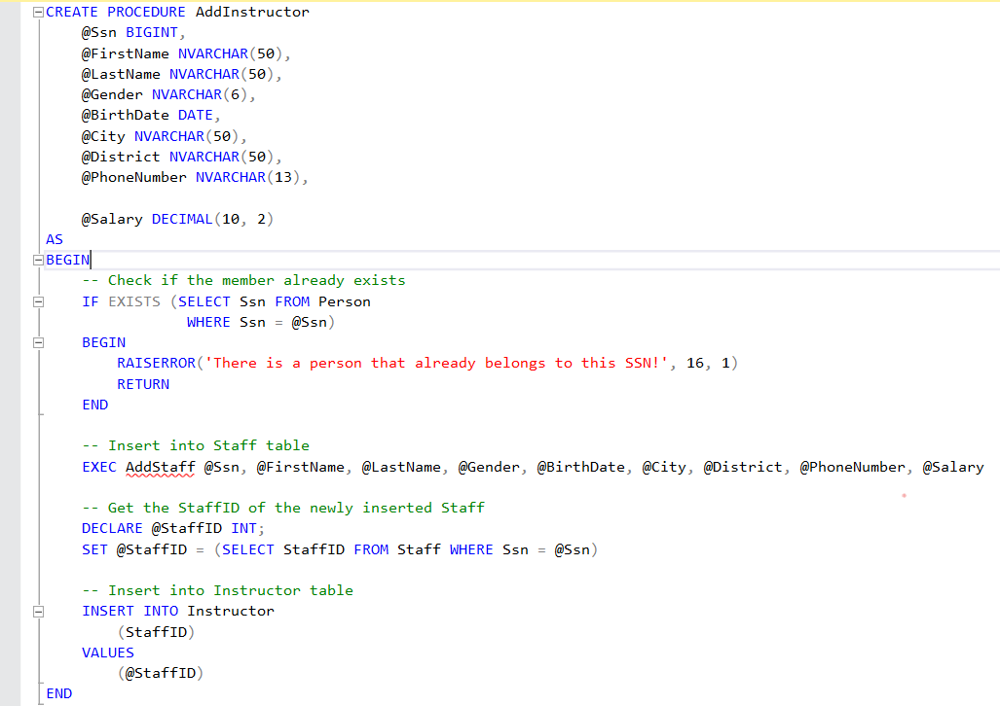 CREATE PROCEDURE AddInstructor
    @Ssn BIGINT,
    @FirstName NVARCHAR(50),
    @LastName NVARCHAR(50),
    @Gender NVARCHAR(6),
    @BirthDate DATE,
    @City NVARCHAR(50),
    @District NVARCHAR(50),
    @PhoneNumber NVARCHAR(13),

    @Salary DECIMAL(10, 2)
AS
BEGIN
    -- Check if the member already exists
    IF EXISTS (SELECT Ssn FROM Person
                WHERE Ssn = @Ssn)
    BEGIN
        RAISERROR('There is a person that already belongs to this SSN!', 16, 1)
        RETURN
    END

    -- Insert into Staff table
    EXEC AddStaff @Ssn, @FirstName, @LastName, @Gender, @BirthDate, @City, @District, @PhoneNumber, @Salary

    -- Get the StaffID of the newly inserted Staff
    DECLARE @StaffID INT;
    SET @StaffID = (SELECT StaffID FROM Staff WHERE Ssn = @Ssn)

    -- Insert into Instructor table
    INSERT INTO Instructor
        (StaffID)
    VALUES
        (@StaffID)
END